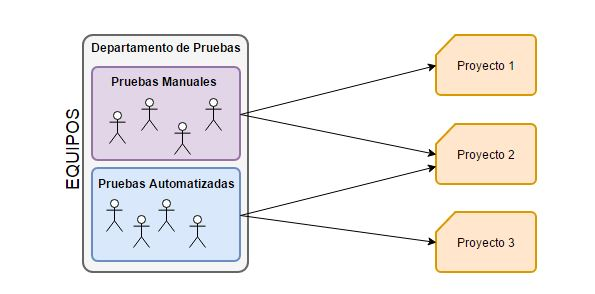 EQUIPOS
Departamento de Pruebas
Pruebas Manuales
Pruebas Automatizadas
Proyecto 1
Proyecto 2
Proyecto 3